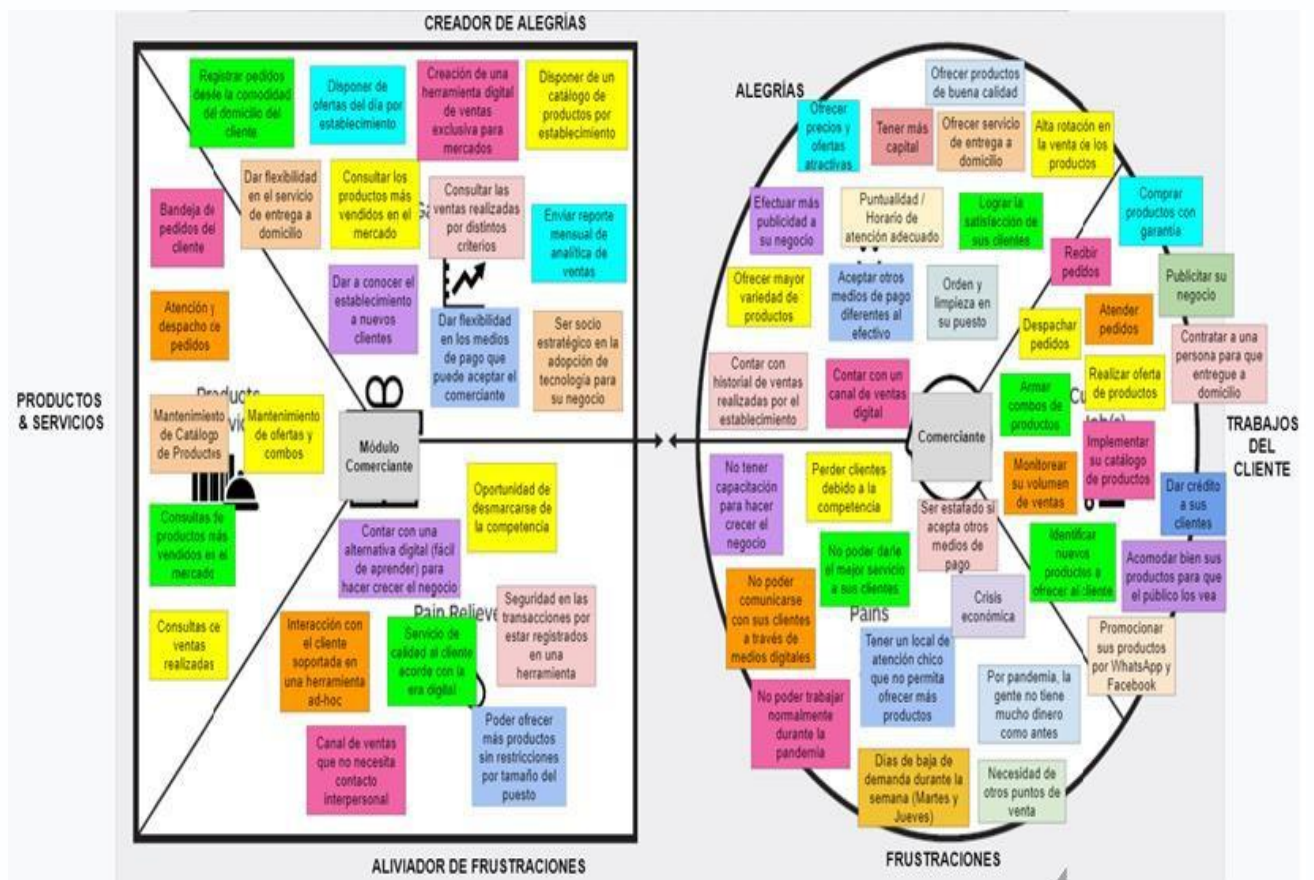 CREADOR DE ALEGRÍAS
Registrar pedidos
desde la comodidad
del domicilio del
cliente
Disponer de
ofertas del día por
establecimiento
Creación de una
herramienta digital
de ventas
exclusiva para
mercados
Disponer de un
catálogo de
productos por
establecimiento
Bandeja de
pedidos del
cliente
Dar flexibilidad
en el servicio
de entrega a
domicilio
Consultar los
productos más
vendidos en el
mercado
Consultar las
ventas realizadas
por distintos
criterios
Enviar reporte
mensual de
analítica de
ventas
Atención y
despacho de
pedidos
Dar a conocer el
establecimiento
a nuevos
clientes
Dar flexibilidad
en los medios
de pago que
puede aceptar el
comerciante
Ser socio
estratégico en la
adopción de
tecnología para
su negocio
PRODUCTOS
& SERVICIOS
Products
Mantenimiento
de Catálogo
de Productos
Mantenimiento
de ofertas y
combos
Módulo
Comerciante
Consultas de
productos más
vendidos en el
mercado
Contar con una
alternativa digital (fácil
de aprender) para
hacer crecer el negocio
Oportunidad de
desmarcarse de
la competencia
Pain Relieve
Consultas de
ventas
realizadas
Interacción con
el cliente
soportada en
una herramienta
ad-hoc
Servicio de
calidad al cliente
acorde con la
era digital
Seguridad en las
transacciones por
estar registrados
en una
herramienta
Canal de ventas
que no necesita
contacto
interpersonal
Poder ofrecer
más productos
sin restricciones
por tamaño del
puesto
ALIVIADOR DE FRUSTRACIONES
ALEGRÍAS
Ofrecer productos
de buena calidad
Ofrecer
precios y
ofertas
atractivas
Tener más
capital
Ofrecer servicio
de entrega a
domicilio
Alta rotación en
la venta de los
productos
Efectuar más
publicidad a
su negocio
Puntualidad /
Horario de
atención adecuado
Lograr la
satisfacción de
sus clientes
Comprar
productos con
garantía
Recibir
pedidos
Publicitar su
negocio
Ofrecer mayor
variedad de
productos
Aceptar otros
medios de pago
diferentes al
efectivo
Orden y
limpieza en
su puesto
Despachar
pedidos
Atender
pedidos
Contratar a una
persona para que
entregue a
domicilio
Contar con
historial de ventas
realizadas por el
establecimiento
Contar con un
canal de ventas
digital
Comerciante
Armar
combos de
productos
Realizar oferta
de productos
TRABAJOS
DEL
CLIENTE
Implementar
su catálogo
de productos
Monitorear
su volumen
de ventas
Dar crédito
a sus
clientes
No tener
capacitación
para hacer
crecer el
negocio
Perder clientes
debido a la
competencia
Ser estafado si
acepta otros
medios de
pago
No poder darle
el mejor servicio
a sus clientes
Identificar
nuevos
productos a
ofrecer al cliente
Acomodar bien sus
productos para que
el público los vea
No poder
comunicarse
con sus clientes
a través de
medios digitales
Pains
Crisis
económica
Tener un local de
atención chico
que no permita
ofrecer más
productos
Promocionar
sus productos
por WhatsApp y
Facebook
No poder trabajar
normalmente
durante la
pandemia
Por pandemia, la
gente no tiene
mucho dinero
como antes
Días de baja de
demanda durante la
semana (Martes y
Jueves)
Necesidad de
otros puntos de
venta
FRUSTRACIONES